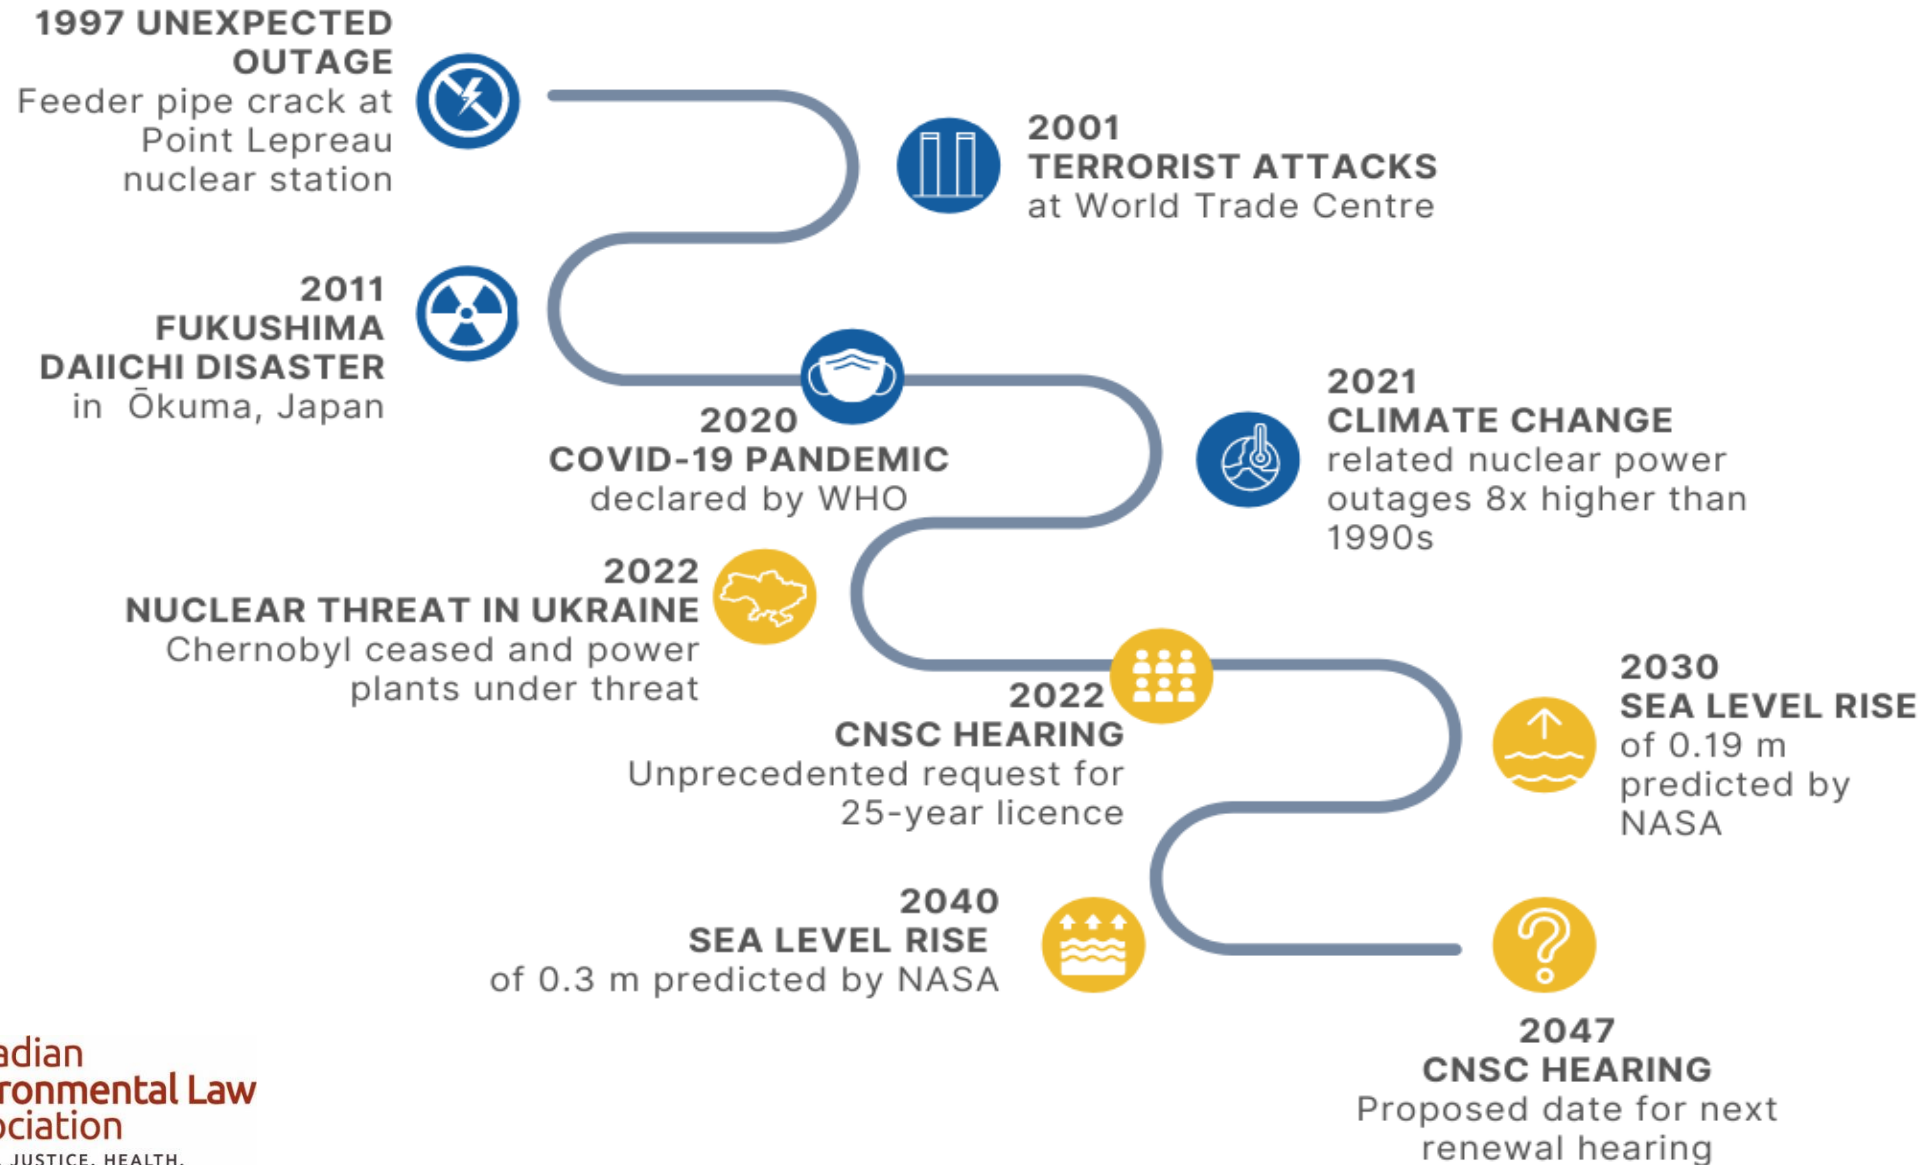 1997 UNEXPECTED
OUTAGE
Feeder pipe crack at
Point Lepreau
nuclear station
2001
TERRORIST ATTACKS
at World Trade Centre
2011
FUKUSHIMA
DAIICHI DISASTER
in Ōkuma, Japan
2020
COVID-19 PANDEMIC
declared by WHO
2021
CLIMATE CHANGE
related nuclear power
outages 8x higher than
1990s
2022
NUCLEAR THREAT IN UKRAINE
Chernobyl ceased and power
plants under threat
2022
CNSC HEARING
Unprecedented request for
25-year licence
2030
SEA LEVEL RISE
of 0.19 m
predicted by
NASA
2040
SEA LEVEL RISE
of 0.3 m predicted by NASA
2047
CNSC HEARING
Proposed date for next
renewal hearing
adian
ronmental Law
ociation
. JUSTICE. HEALTH.